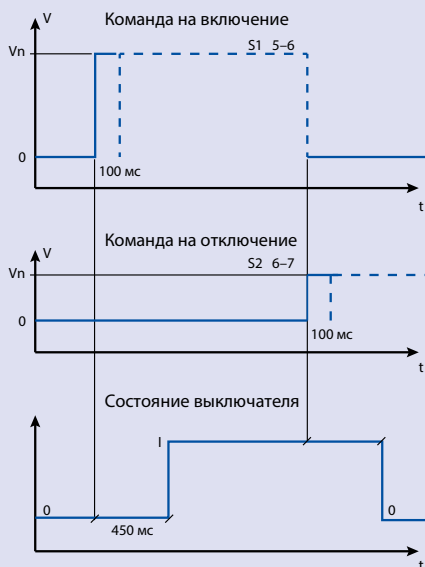 Команда на включение
V
Vn
S1 5–6
0
100 мс
t
Команда на отключение
V
S2 6–7
Vn
0
100 мс
t
Состояние выключателя
I
0
0
450 мс
t